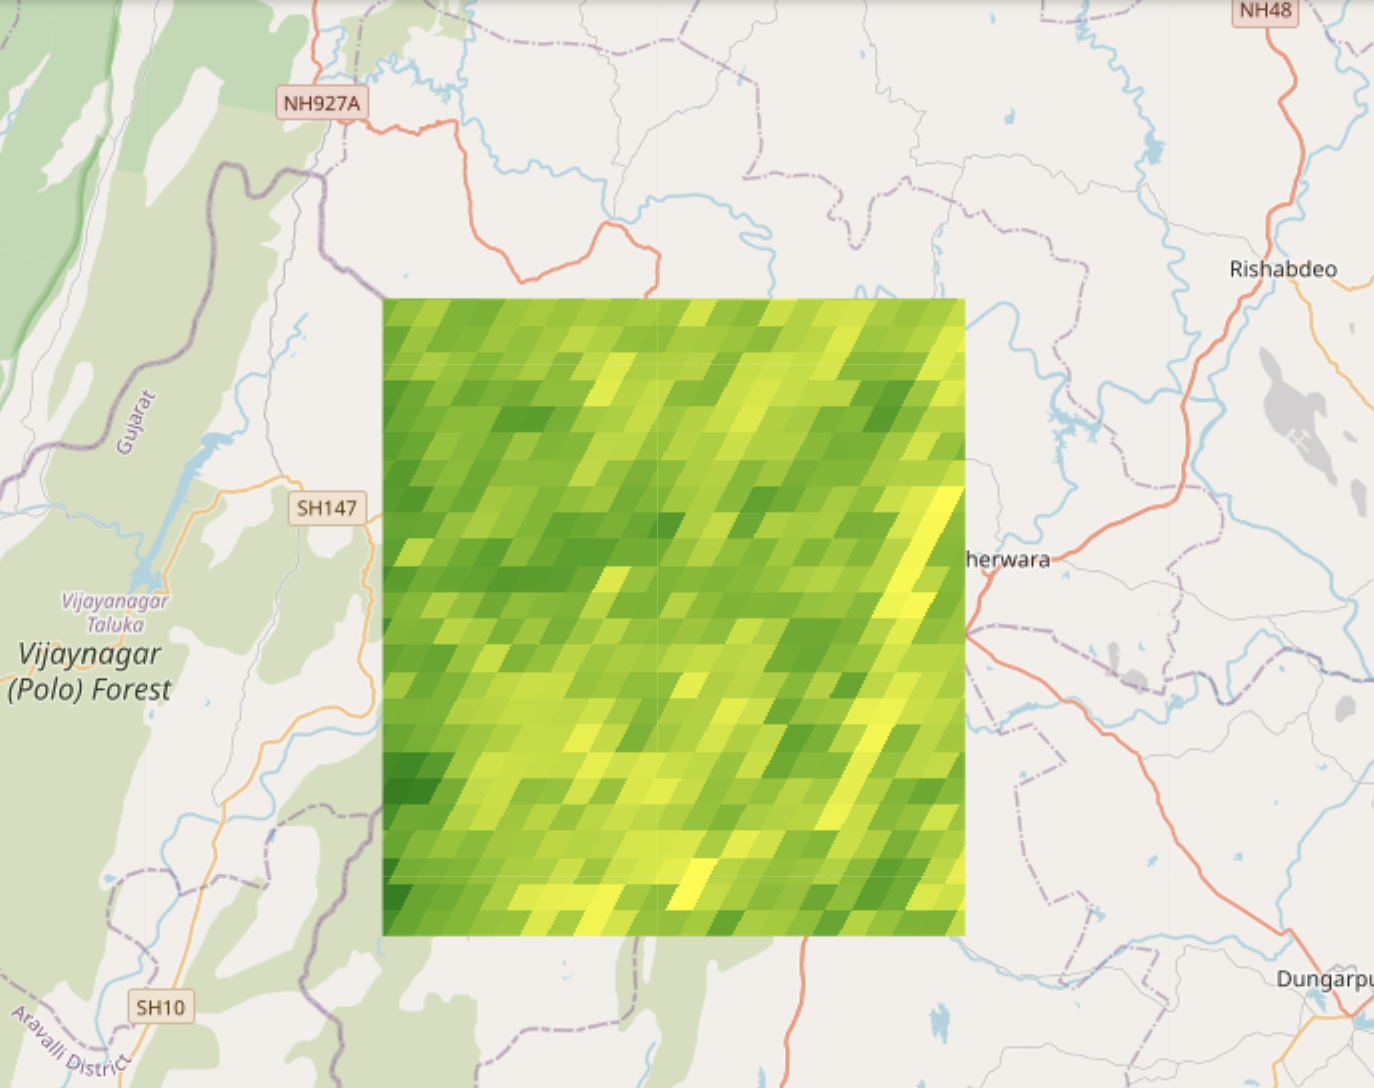 NH48
NH927A
Rishabdeo
Gujarat
SH147
herwara
Vijayanagar
Taluka
Vijaynagar
(Polo) Forest
Dungarpu
SH10
Aravalli District